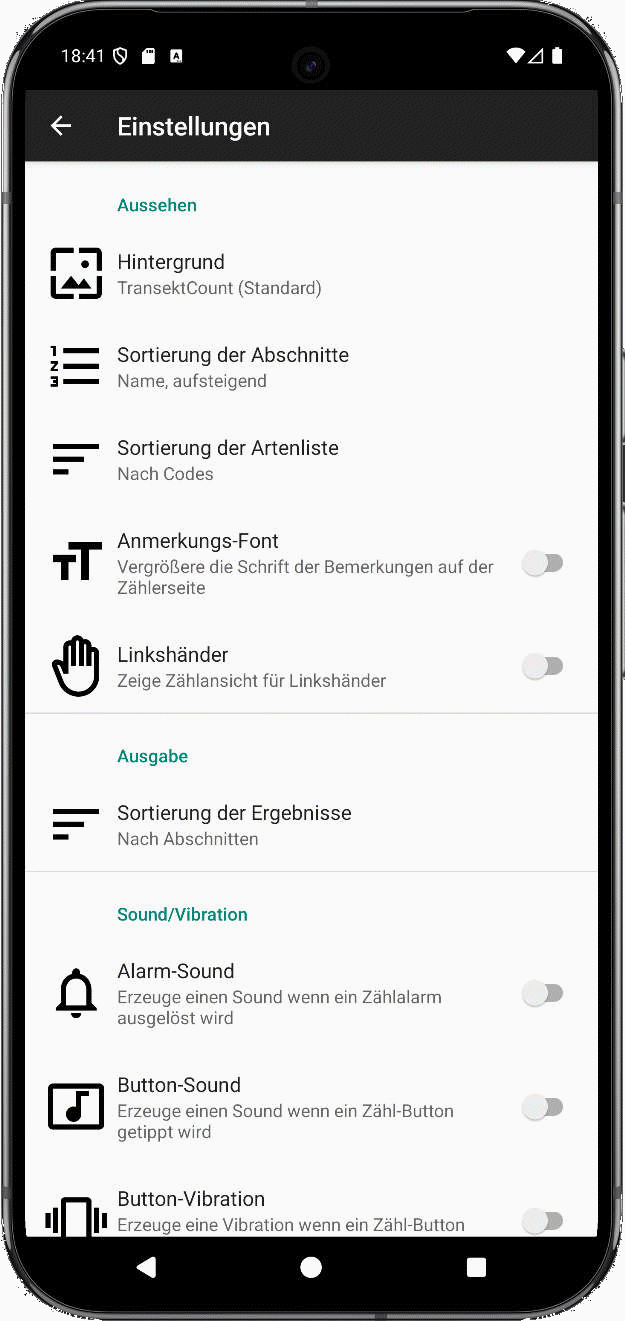 18:41
Einstellungen
Aussehen
Hintergrund
TransektCount (Standard)
Sortierung der Abschnitte
Name, aufsteigend
Sortierung der Artenliste
Nach Codes
Anmerkungs-Font
Vergrößere die Schrift der Bemerkungen auf der
Zählerseite
Linkshänder
Zeige Zählansicht für Linkshänder
Ausgabe
Sortierung der Ergebnisse
Nach Abschnitten
Sound/Vibration
Alarm-Sound
Erzeuge einen Sound wenn ein Zählalarm
ausgelöst wird
Button-Sound
Erzeuge einen Sound wenn ein Zähl-Button
getippt wird
Button-Vibration
Erzeuge eine Vibration wenn ein Zähl-Button